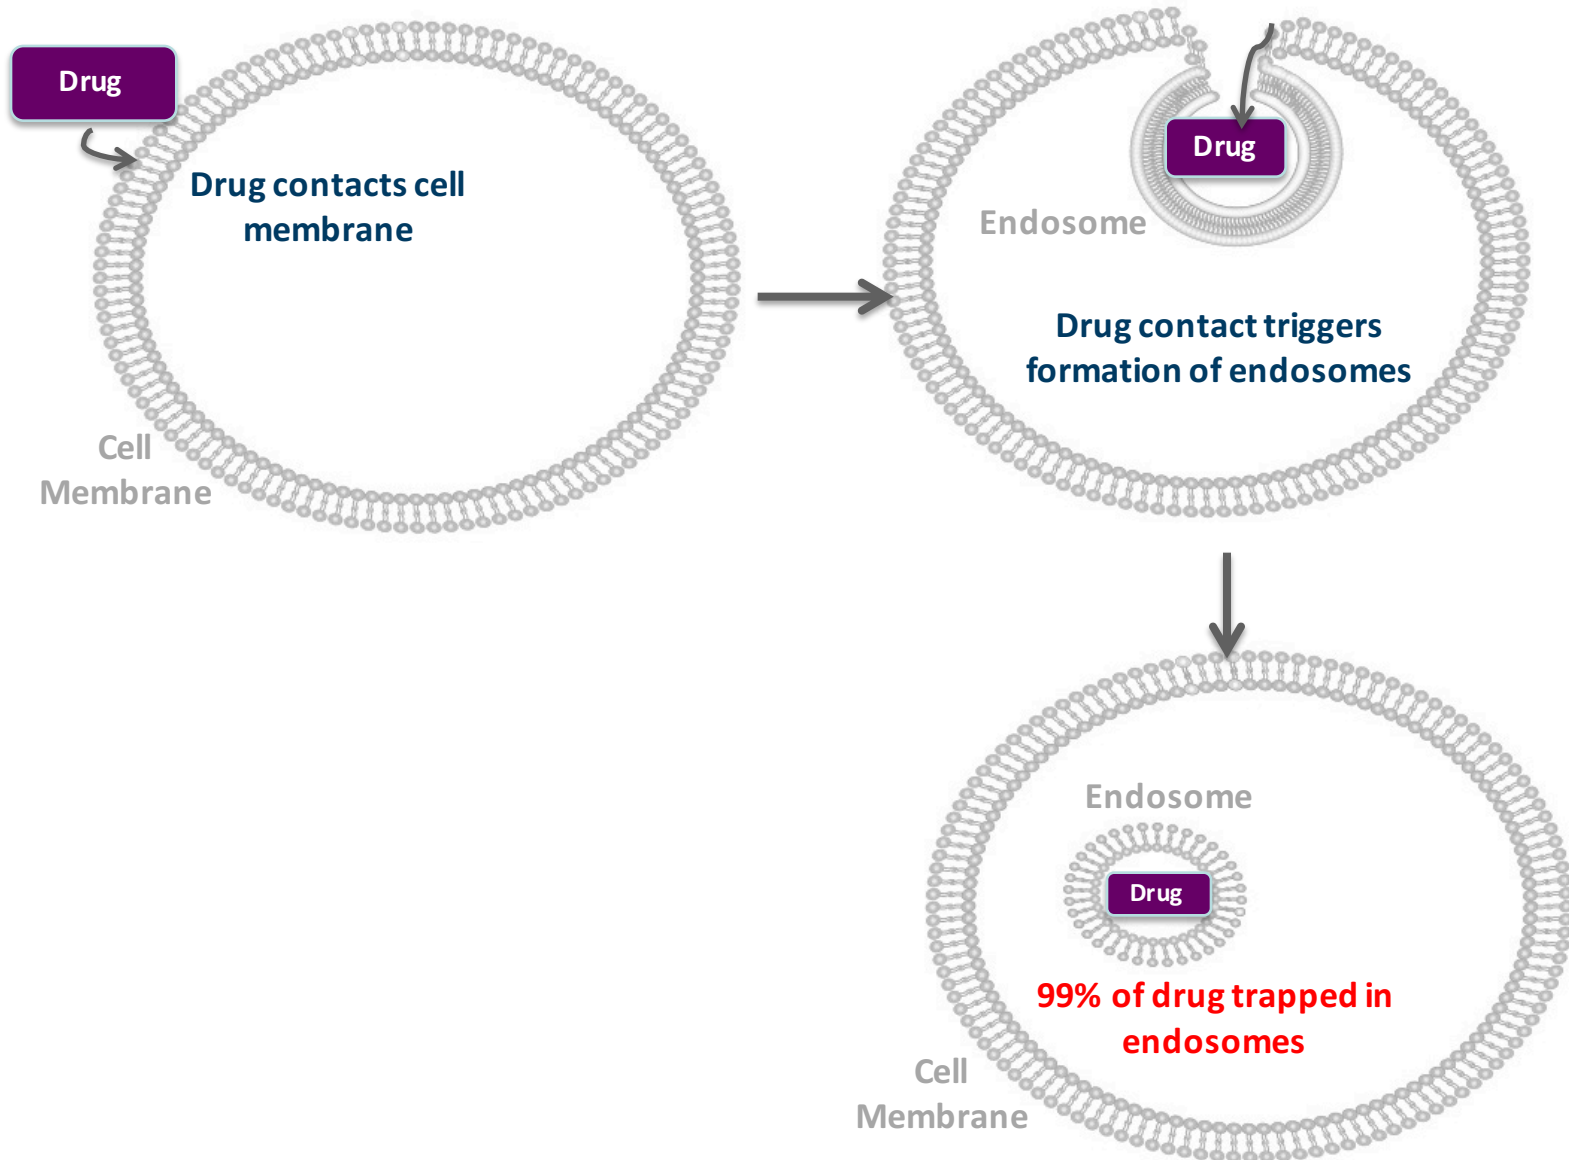 Drug
Drug contacts cell
membrane
Cell
Membrane
Drug
Endosome
Drug contact triggers
formation of endosomes
Endosome
Drug
99% of drug trapped in
endosomes
Cell
Membrane